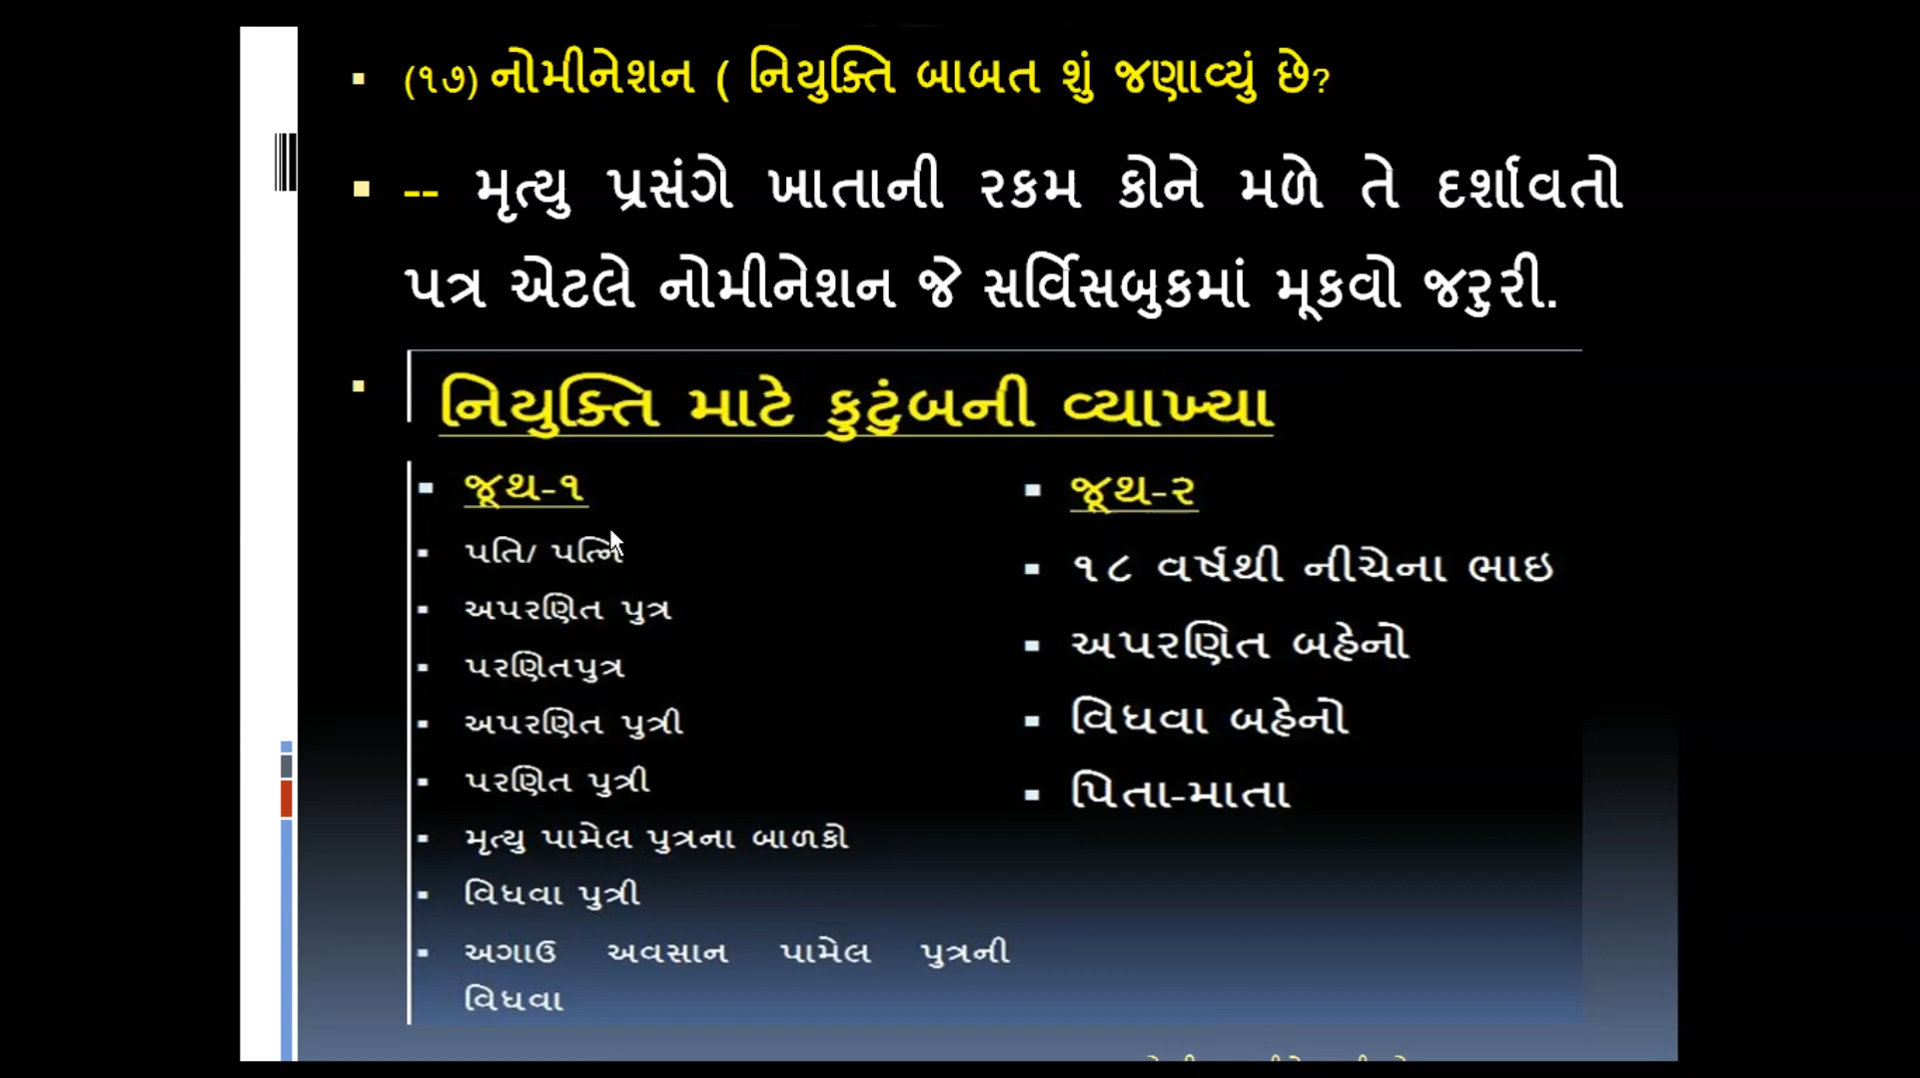 (૧૭) નોમીનેશન ( નિયુક્તિ બાબત શું જણાવ્યું છે?
-- મૃત્યુ પ્રસંગે ખાતાની રકમ કોને મળે તે દર્શાવતો
પત્ર એટલે નોમીનેશન જે સર્વિસબુકમાં મૂકવો જરુરી.
નિયુક્તિ માટે કુટુંબની વ્યાખ્યા
જૂથ-૧
પતિ/ પત્નિ
અપરણિત પુત્ર
પરણિતપુત્ર
અપરણિત પુત્રી
પરણિત પુત્રી
મૃત્યુ પામેલ પુત્રના બાળકો
વિધવા પુત્રી
અગાઉ અવસાન પામેલ પુત્રની
વિધવા
જૂથ-૨
૧૮ વર્ષથી નીચેના ભાઇ
અપરણિત બહેનો
વિધવા બહેનો
પિતા-માતા